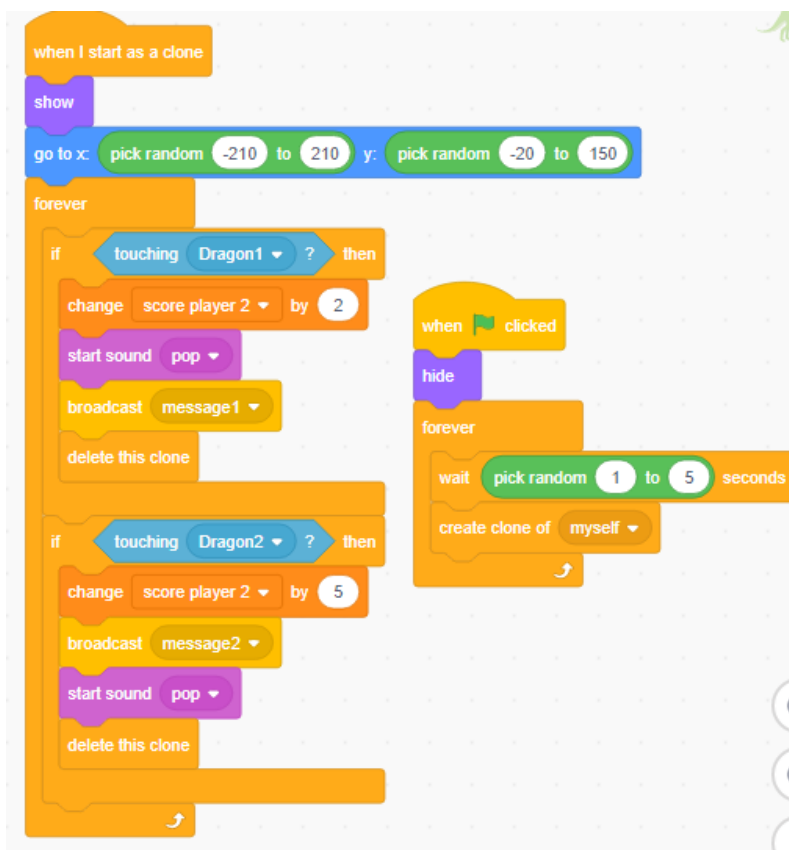 when I start as a clone
show
go to x: pick random -210 to 210 y: pick random -20 to 150
forever
if touching Dragon1 ? then
change score player 2 by 2
start sound pop
broadcast message1
delete this clone
if touching Dragon2 ? then
change score player 2 by 5
broadcast message2
start sound pop
delete this clone
when clicked
hide
forever
wait pick random 1 to 5 seconds
create clone of myself